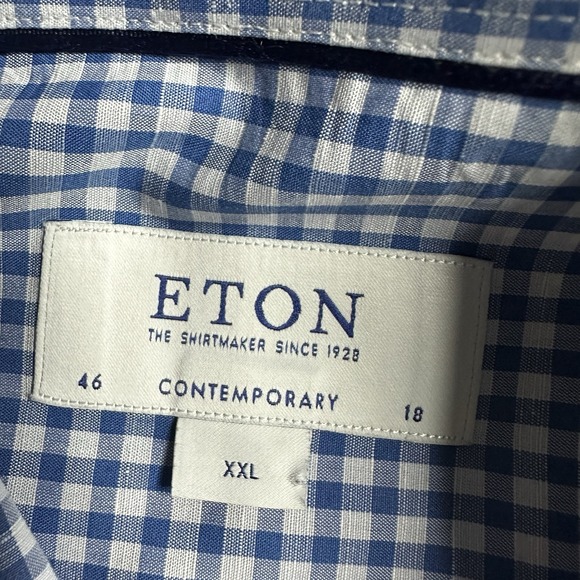 ETON
THE SHIRTMAKER SINCE 1928
46 CONTEMPORARY 18
XXL